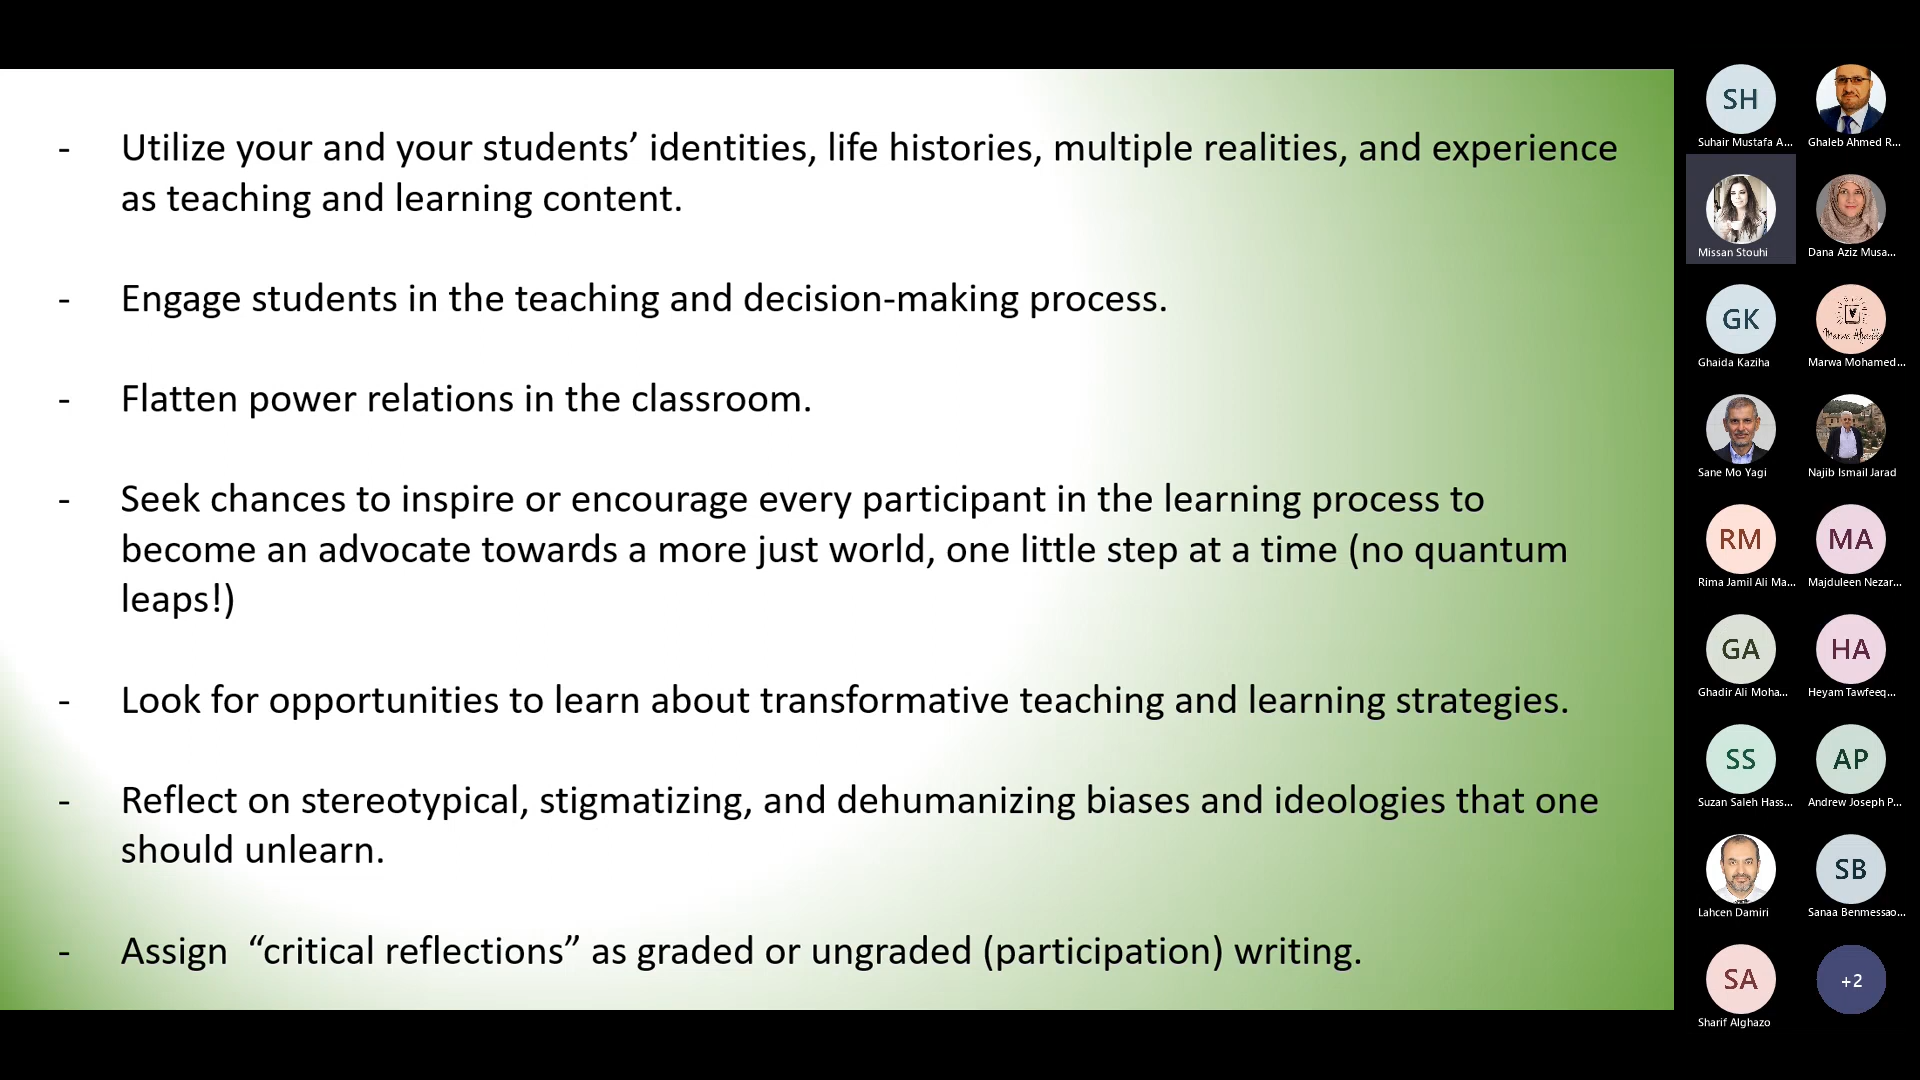 - Utilize your and your students’ identities, life histories, multiple realities, and experience
as teaching and learning content.
- Engage students in the teaching and decision-making process.
- Flatten power relations in the classroom.
- Seek chances to inspire or encourage every participant in the learning process to
become an advocate towards a more just world, one little step at a time (no quantum
leaps!)
- Look for opportunities to learn about transformative teaching and learning strategies.
- Reflect on stereotypical, stigmatizing, and dehumanizing biases and ideologies that one
should unlearn.
- Assign “critical reflections” as graded or ungraded (participation) writing.
SH
Suhair Mustafa A...
Ghaleb Ahmed R...
Missan Stouhi
Dana Aziz Musa...
GK
Ghaida Kaziha
Marwa Mohamed...
Sane Mo Yagi
Najib Ismail Jarad
RM
Rima Jamil Ali Ma...
MA
Majduleen Nezar...
GA
Ghadir Ali Moha...
HA
Heyam Tawfeeq...
SS
Suzan Saleh Hass...
AP
Andrew Joseph P...
Lahcen Damiri
SB
Sanaa Benmessao...
SA
Sharif Alghazo
+2